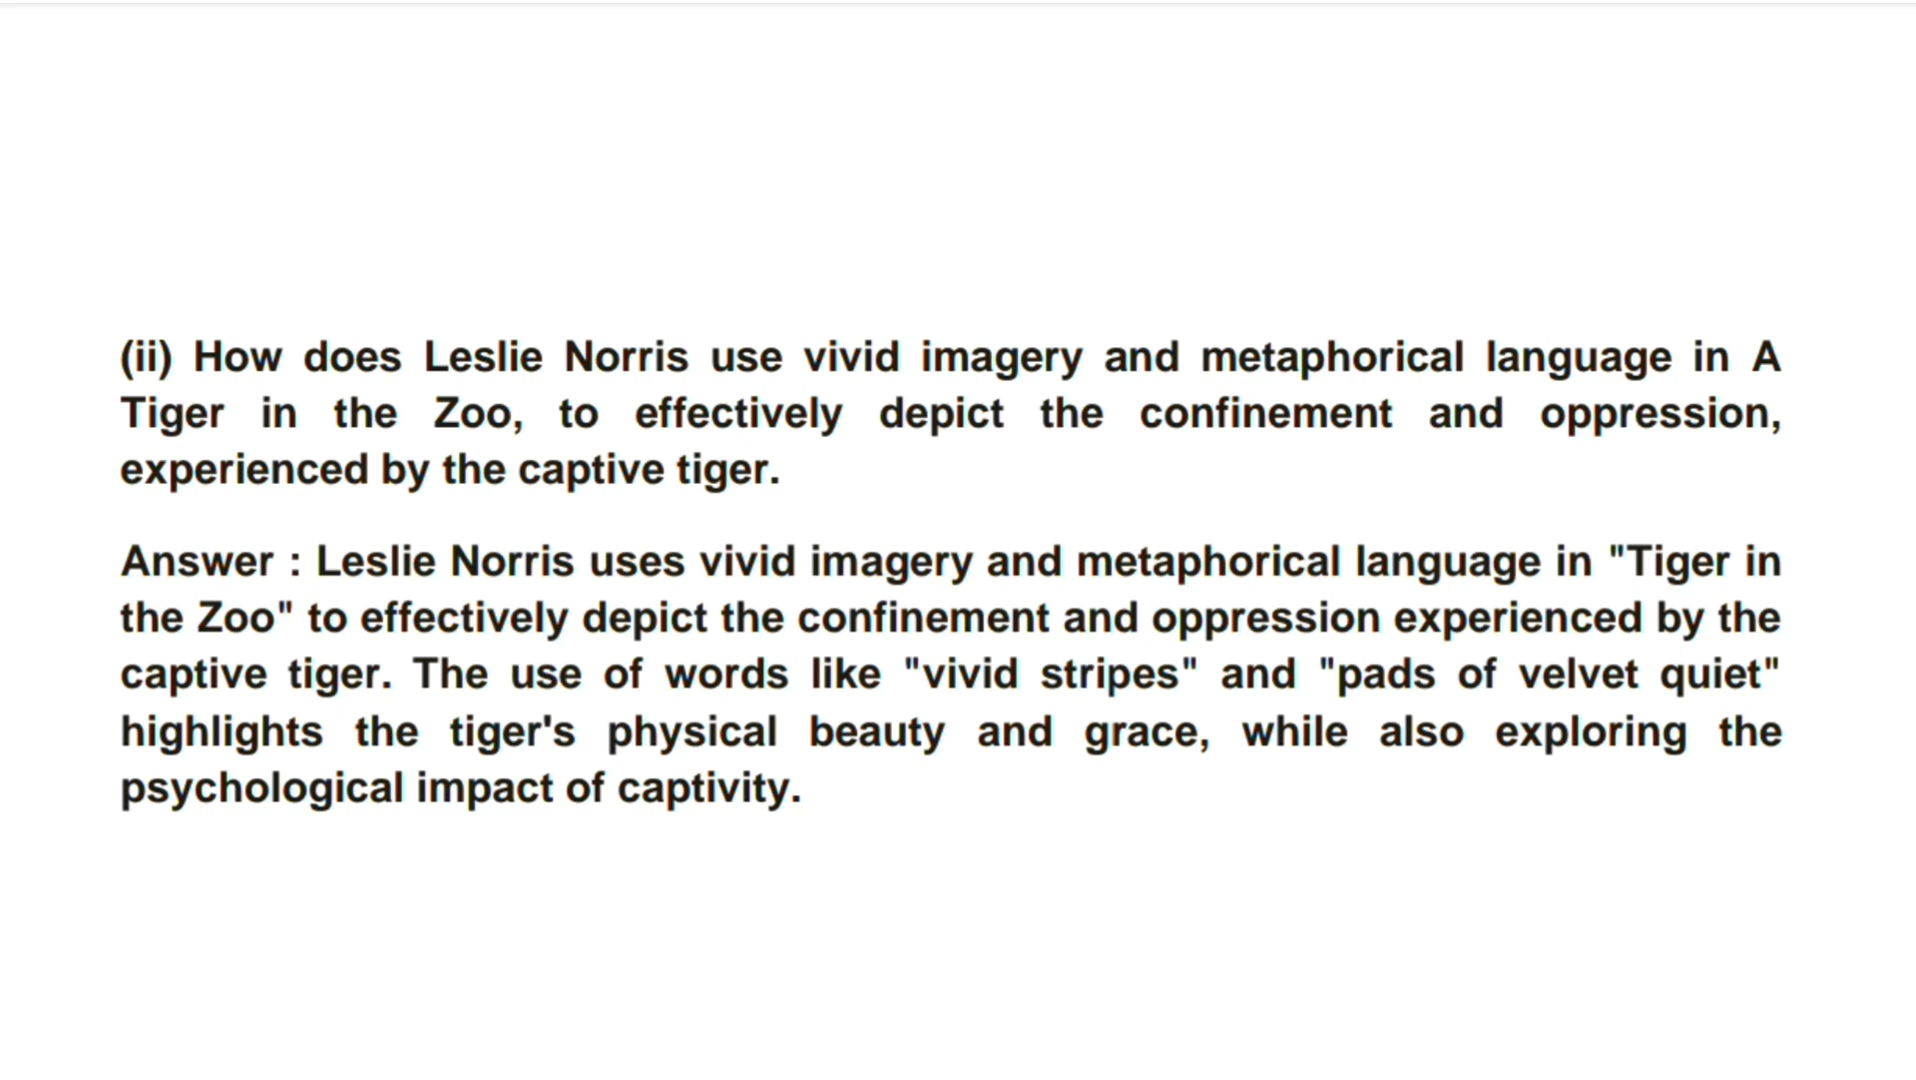 (ii) How does Leslie Norris use vivid imagery and metaphorical language in A
Tiger in the Zoo, to effectively depict the confinement and oppression,
experienced by the captive tiger.
Answer : Leslie Norris uses vivid imagery and metaphorical language in "Tiger in
the Zoo" to effectively depict the confinement and oppression experienced by the
captive tiger. The use of words like "vivid stripes" and "pads of velvet quiet"
highlights the tiger's physical beauty and grace, while also exploring the
psychological impact of captivity.